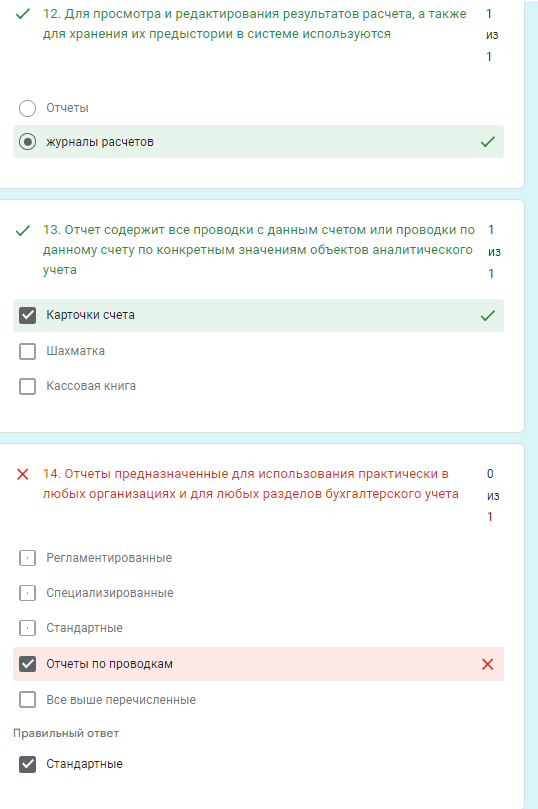 12. Для просмотра и редактирования результатов расчета, а также
для хранения их предыстории в системе используются
1
из
1
Отчеты
журналы расчетов
13. Отчет содержит все проводки с данным счетом или проводки по
данному счету по конкретным значениям объектов аналитического
учета
1
из
1
Карточки счета
Шахматка
Кассовая книга
14. Отчеты предназначенные для использования практически в
любых организациях и для любых разделов бухгалтерского учета
0
из
1
Регламентированные
Специализированные
Стандартные
Отчеты по проводкам
Все выше перечисленные
Правильный ответ
Стандартные